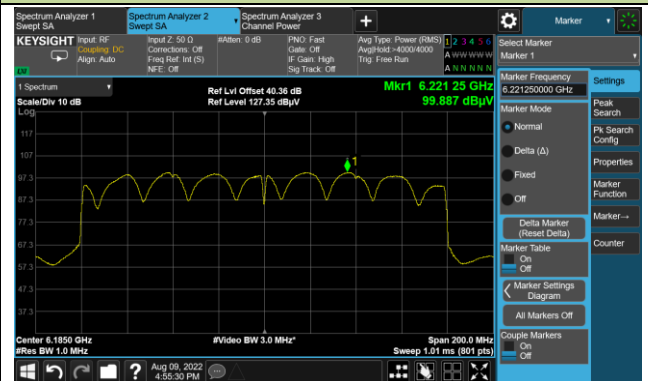 Spectrum Analyzer 1
Swept SA
Spectrum Analyzer 2
Swept SA
Spectrum Analyzer 3
Channel Power
+
Marker
KEYSIGHT
Input: RF
Coupling: DC
Align: Auto
Input Z: 50 Ω
Corrections: Off
Freq Ref: Int (S)
NFE: Off
#Atten: 0 dB
PNO: Fast
Gate: Off
IF Gain: High
Sig Track: Off
Avg Type: Power (RMS)
Avg|Hold:>4000/4000
Trig: Free Run
1 2 3 4 5 6
A W W W W W
A N N N N N
Select Marker
Marker 1
1 Spectrum
Scale/Div 10 dB
Log
Ref Lvl Offset 40.36 dB
Ref Level 127.35 dBµV
Mkr1 6.221 25 GHz
99.887 dBµV
117
107
97.3
87.3
77.3
67.3
57.3
47.3
37.3
1
Center 6.1850 GHz
#Res BW 1.0 MHz
#Video BW 3.0 MHz*
Span 200.0 MHz
Sweep 1.01 ms (801 pts)
Marker Frequency
6.221250000 GHz
Marker Mode
Normal
Delta (Δ)
Fixed
Off
Delta Marker
(Reset Delta)
Marker Table
On
Off
Marker Settings
Diagram
All Markers Off
Couple Markers
On
Off
Settings
Peak
Search
Pk Search
Config
Properties
Marker
Function
Marker→
Counter
?
Aug 09, 2022
4:55:30 PM